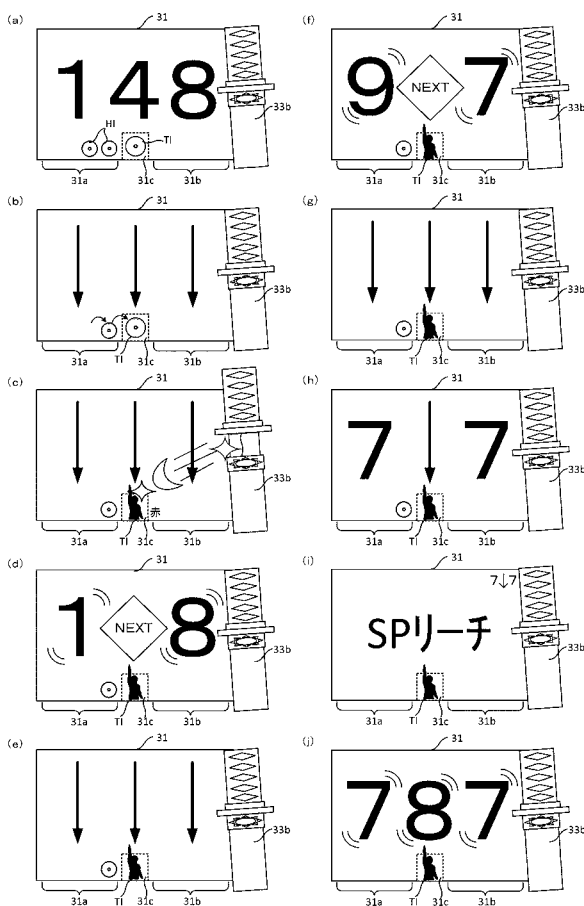 (a)
31
148
HI
TI
33b
31a
31c
31b
(b)
31
33b
TI
31a
31c
31b
(c)
31
33b
赤
TI
31a
31c
31b
(d)
31
1 NEXT 8
33b
TI
31a
31c
31b
(e)
31
33b
TI
31a
31c
31b
(f)
31
9 NEXT 7
33b
TI
31a
31c
31b
(g)
31
33b
TI
31a
31c
31b
(h)
31
7 7
33b
TI
31a
31c
31b
(i)
31
7↓7
SPリーチ
33b
TI
31a
31c
31b
(j)
31
787
33b
TI
31a
31c
31b